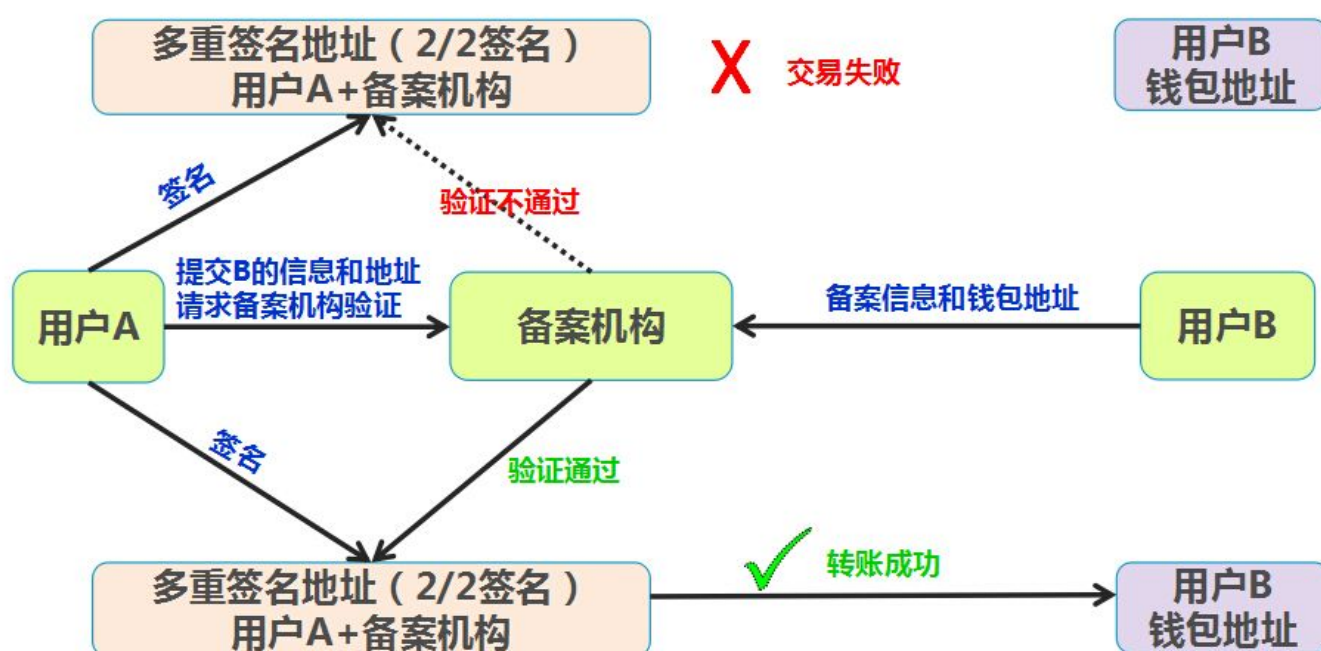 多重签名地址（2/2签名）
用户A+备案机构
X
交易失败
用户B
钱包地址
签名
验证不通过
提交B的信息和地址
请求备案机构验证
备案信息和钱包地址
用户A
备案机构
用户B
签名
验证通过
转账成功
多重签名地址（2/2签名）
用户A+备案机构
用户B
钱包地址